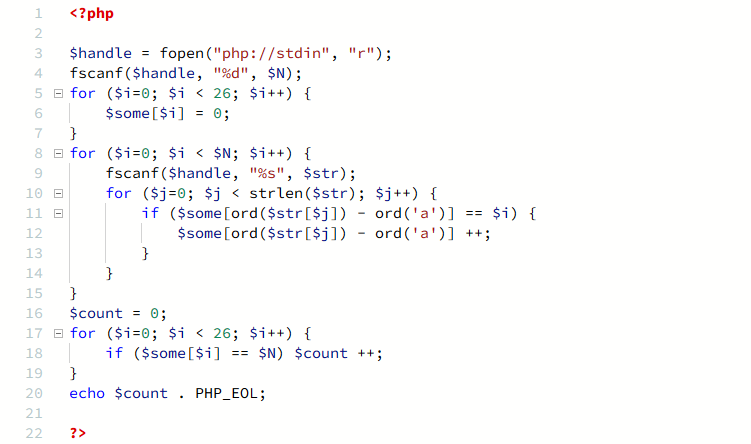 1 <?php
2
3 $handle = fopen("php://stdin", "r");
4 fscanf($handle, "%d", $N);
5 for ($i=0; $i < 26; $i++) {
6     $some[$i] = 0;
7 }
8 for ($i=0; $i < $N; $i++) {
9     fscanf($handle, "%s", $str);
10     for ($j=0; $j < strlen($str); $j++) {
11         if ($some[ord($str[$j]) - ord('a')] == $i) {
12             $some[ord($str[$j]) - ord('a')] ++;
13         }
14     }
15 }
16 $count = 0;
17 for ($i=0; $i < 26; $i++) {
18     if ($some[$i] == $N) $count ++;
19 }
20 echo $count . PHP_EOL;
21
22 ?>